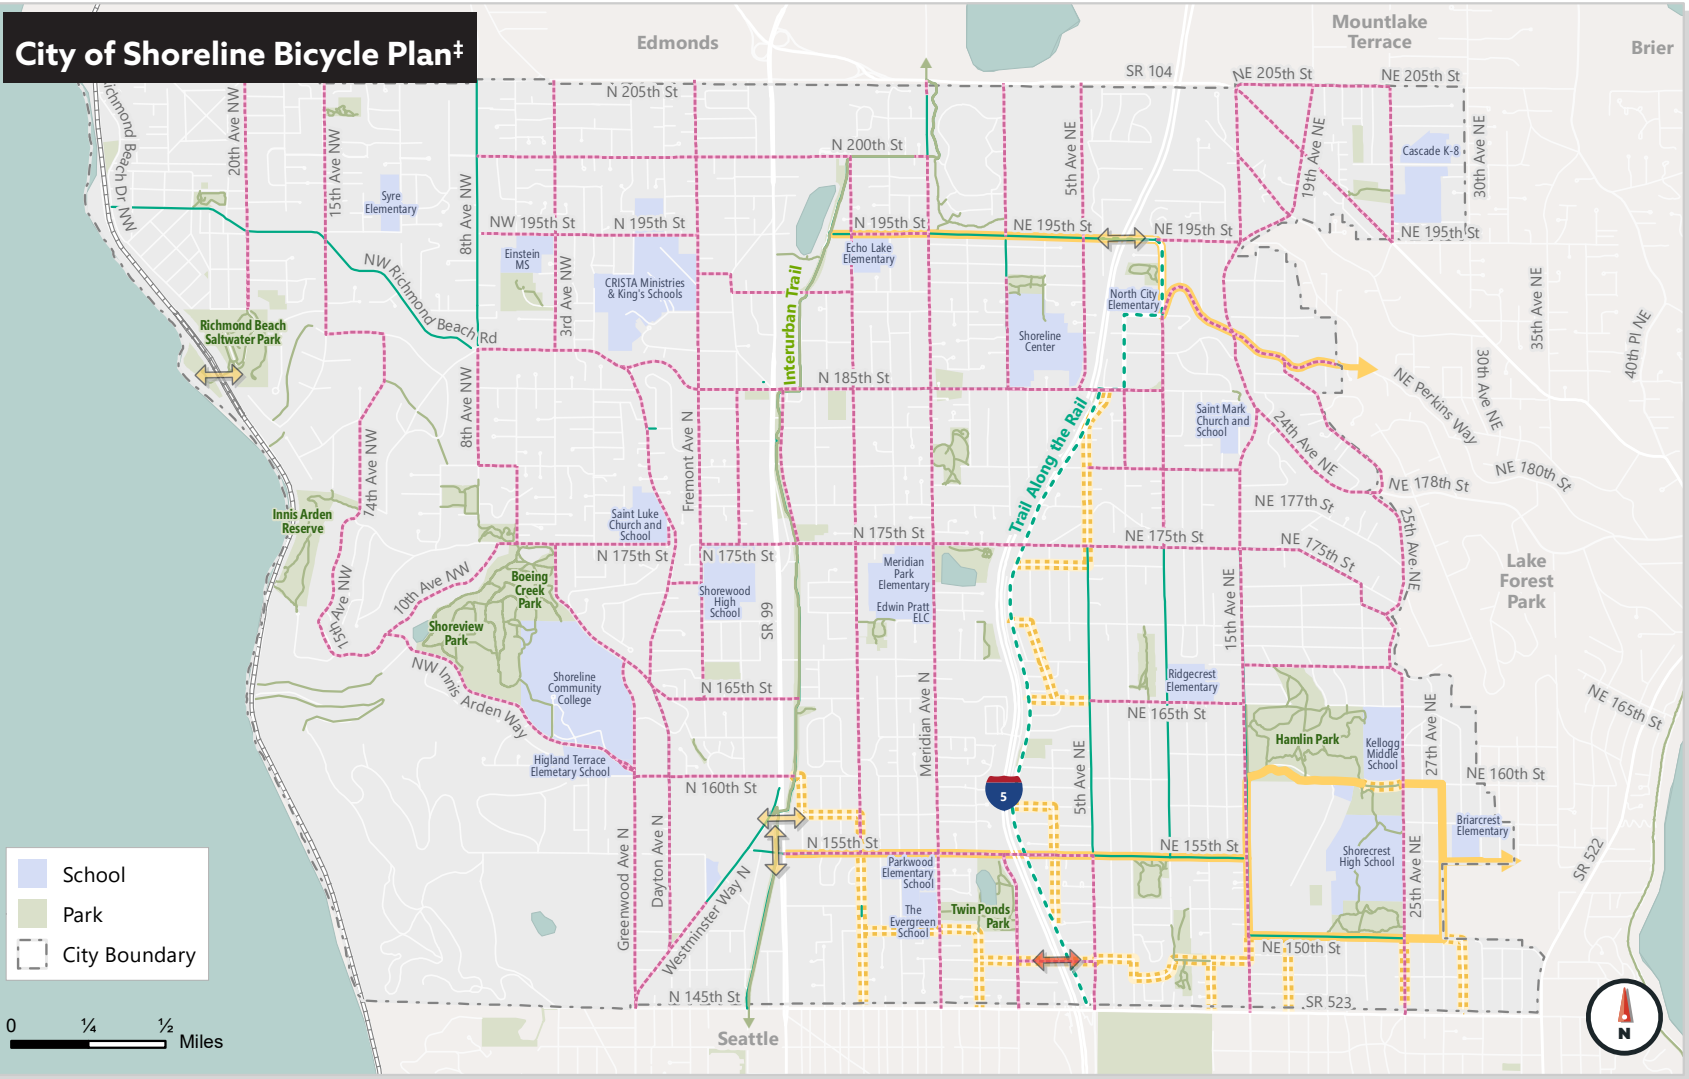 City of Shoreline Bicycle Plan‡
Edmonds
Mountlake
Terrace
Brier
SR 104
NE 205th St
NE 205th St
N 205th St
Richmond Beach Dr NW
20th Ave NW
15th Ave NW
8th Ave NW
Syre
Elementary
N 200th St
5th Ave NE
19th Ave NE
Cascade K-8
30th Ave NE
NW 195th St
N 195th St
N 195th St
NE 195th St
NE 195th St
NE 195th St
Einstein
MS
3rd Ave NW
CRISTA Ministries
& King's Schools
Echo Lake
Elementary
NW Richmond Beach Rd
Interurban Trail
North City
Elementary
Richmond Beach
Saltwater Park
Shoreline
Center
35th Ave NE
40th Pl NE
30th Ave NE
NE Perkins Way
N 185th St
8th Ave NW
14th Ave NW
Fremont Ave N
Saint Mark
Church and
School
24th Ave NE
Trail Along the Rail
NE 180th St
NE 178th St
NE 177th St
Innis Arden
Reserve
Saint Luke
Church and
School
25th Ave NE
N 175th St
N 175th St
N 175th St
NE 175th St
NE 175th St
Lake
Forest
Park
15th Ave NW
10th Ave NW
Boeing
Creek
Park
Shorewood
High
School
Meridian
Park
Elementary
Edwin Pratt
ELC
SR 99
15th Ave NE
Shoreview
Park
NW Innis Arden Way
Shoreline
Community
College
N 165th St
Meridian Ave N
Ridgecrest
Elementary
NE 165th St
NE 165th St
Hamlin Park
Kellogg
Middle
School
27th Ave NE
Higland Terrace
Elemetary School
N 160th St
5
5th Ave NE
NE 160th St
Greenwood Ave N
Dayton Ave N
Westminster Way N
N 155th St
NE 155th St
Briarcrest
Elementary
Shorecrest
High School
25th Ave NE
SR 522
Parkwood
Elementary
School
The
Evergreen
School
Twin Ponds
Park
NE 150th St
N 145th St
SR 523
Seattle
School
Park
City Boundary
0
¼
½
Miles
N